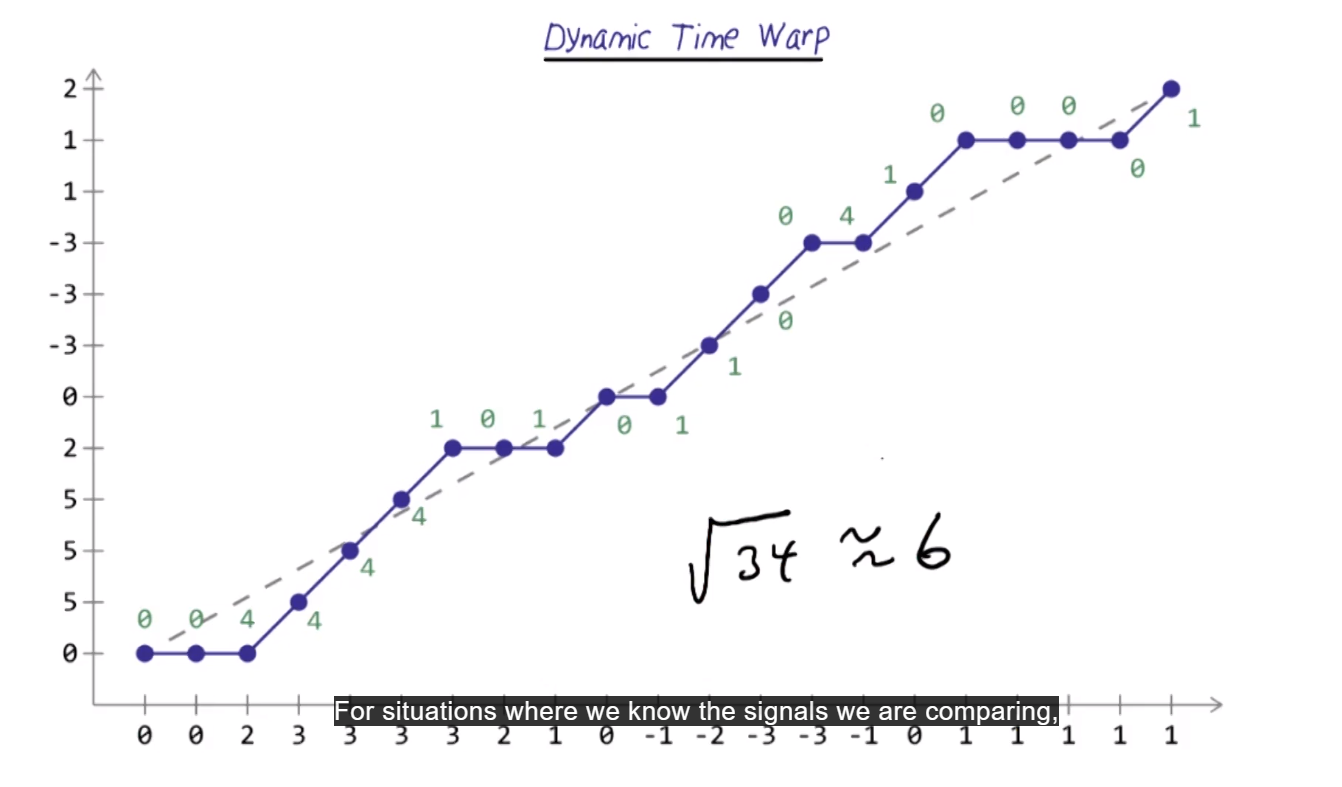 Dynamic Time Warp
2
0 0 0
1
0 1
1 1
0 4
-3
-3 0
-3 1
0
1 0 1 0 1
2
5 4
√34 ≈ 6
5 4
5
0 0 4 4
0
For situations where we know the signals we are comparing,
0 0 2 3 3 3 3 2 1 0 -1 -2 -3 -3 -1 0 1 1 1 1 1